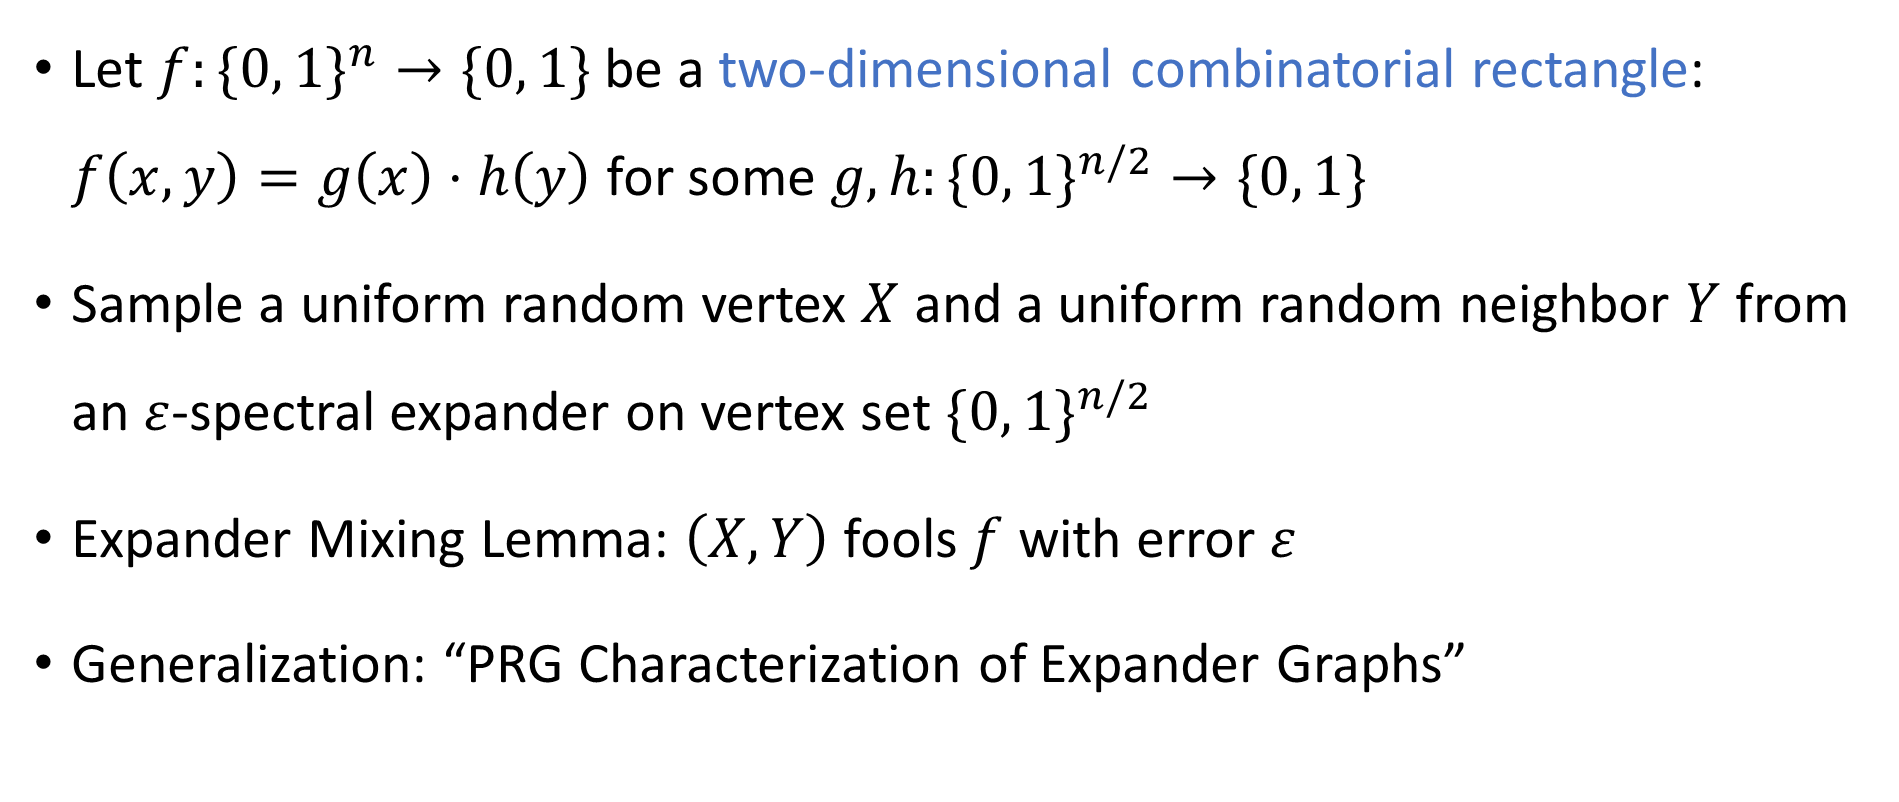 • Let 𝑓: {0, 1}ⁿ → {0, 1} be a two-dimensional combinatorial rectangle:
𝑓(𝑥, 𝑦) = 𝑔(𝑥) · ℎ(𝑦) for some 𝑔, ℎ: {0, 1}^{𝑛/2} → {0, 1}
• Sample a uniform random vertex 𝑋 and a uniform random neighbor 𝑌 from
an 𝜀-spectral expander on vertex set {0, 1}^{𝑛/2}
• Expander Mixing Lemma: (𝑋, 𝑌) fools 𝑓 with error 𝜀
• Generalization: “PRG Characterization of Expander Graphs”